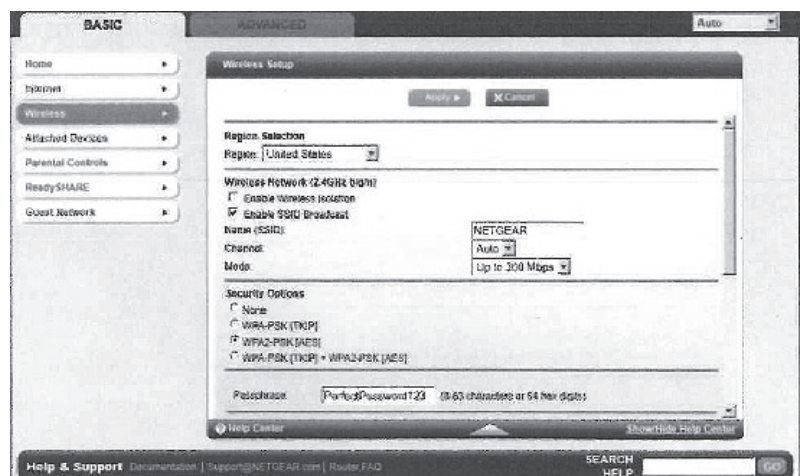 BASIC
ADVANCED
Auto
Home
Internet
Wireless
Attached Devices
Parental Controls
ReadySHARE
Guest Network
Wireless Setup
Apply
X Cancel
Region Selection
Region: United States
Wireless Network (2.4GHz b/g/n)
Enable Wireless Isolation
Enable SSID Broadcast
Name (SSID): NETGEAR
Channel: Auto
Mode: Up to 300 Mbps
Security Options
None
WPA-PSK [TKIP]
WPA2-PSK [AES]
WPA-PSK [TKIP] + WPA2-PSK [AES]
Passphrase: PerfectPassword123 (8-63 characters or 64 hex digits)
Help Center
Show/Hide Help Center
Help & Support Documentation | Support@NETGEAR.com | Router FAQ
SEARCH HELP
GO